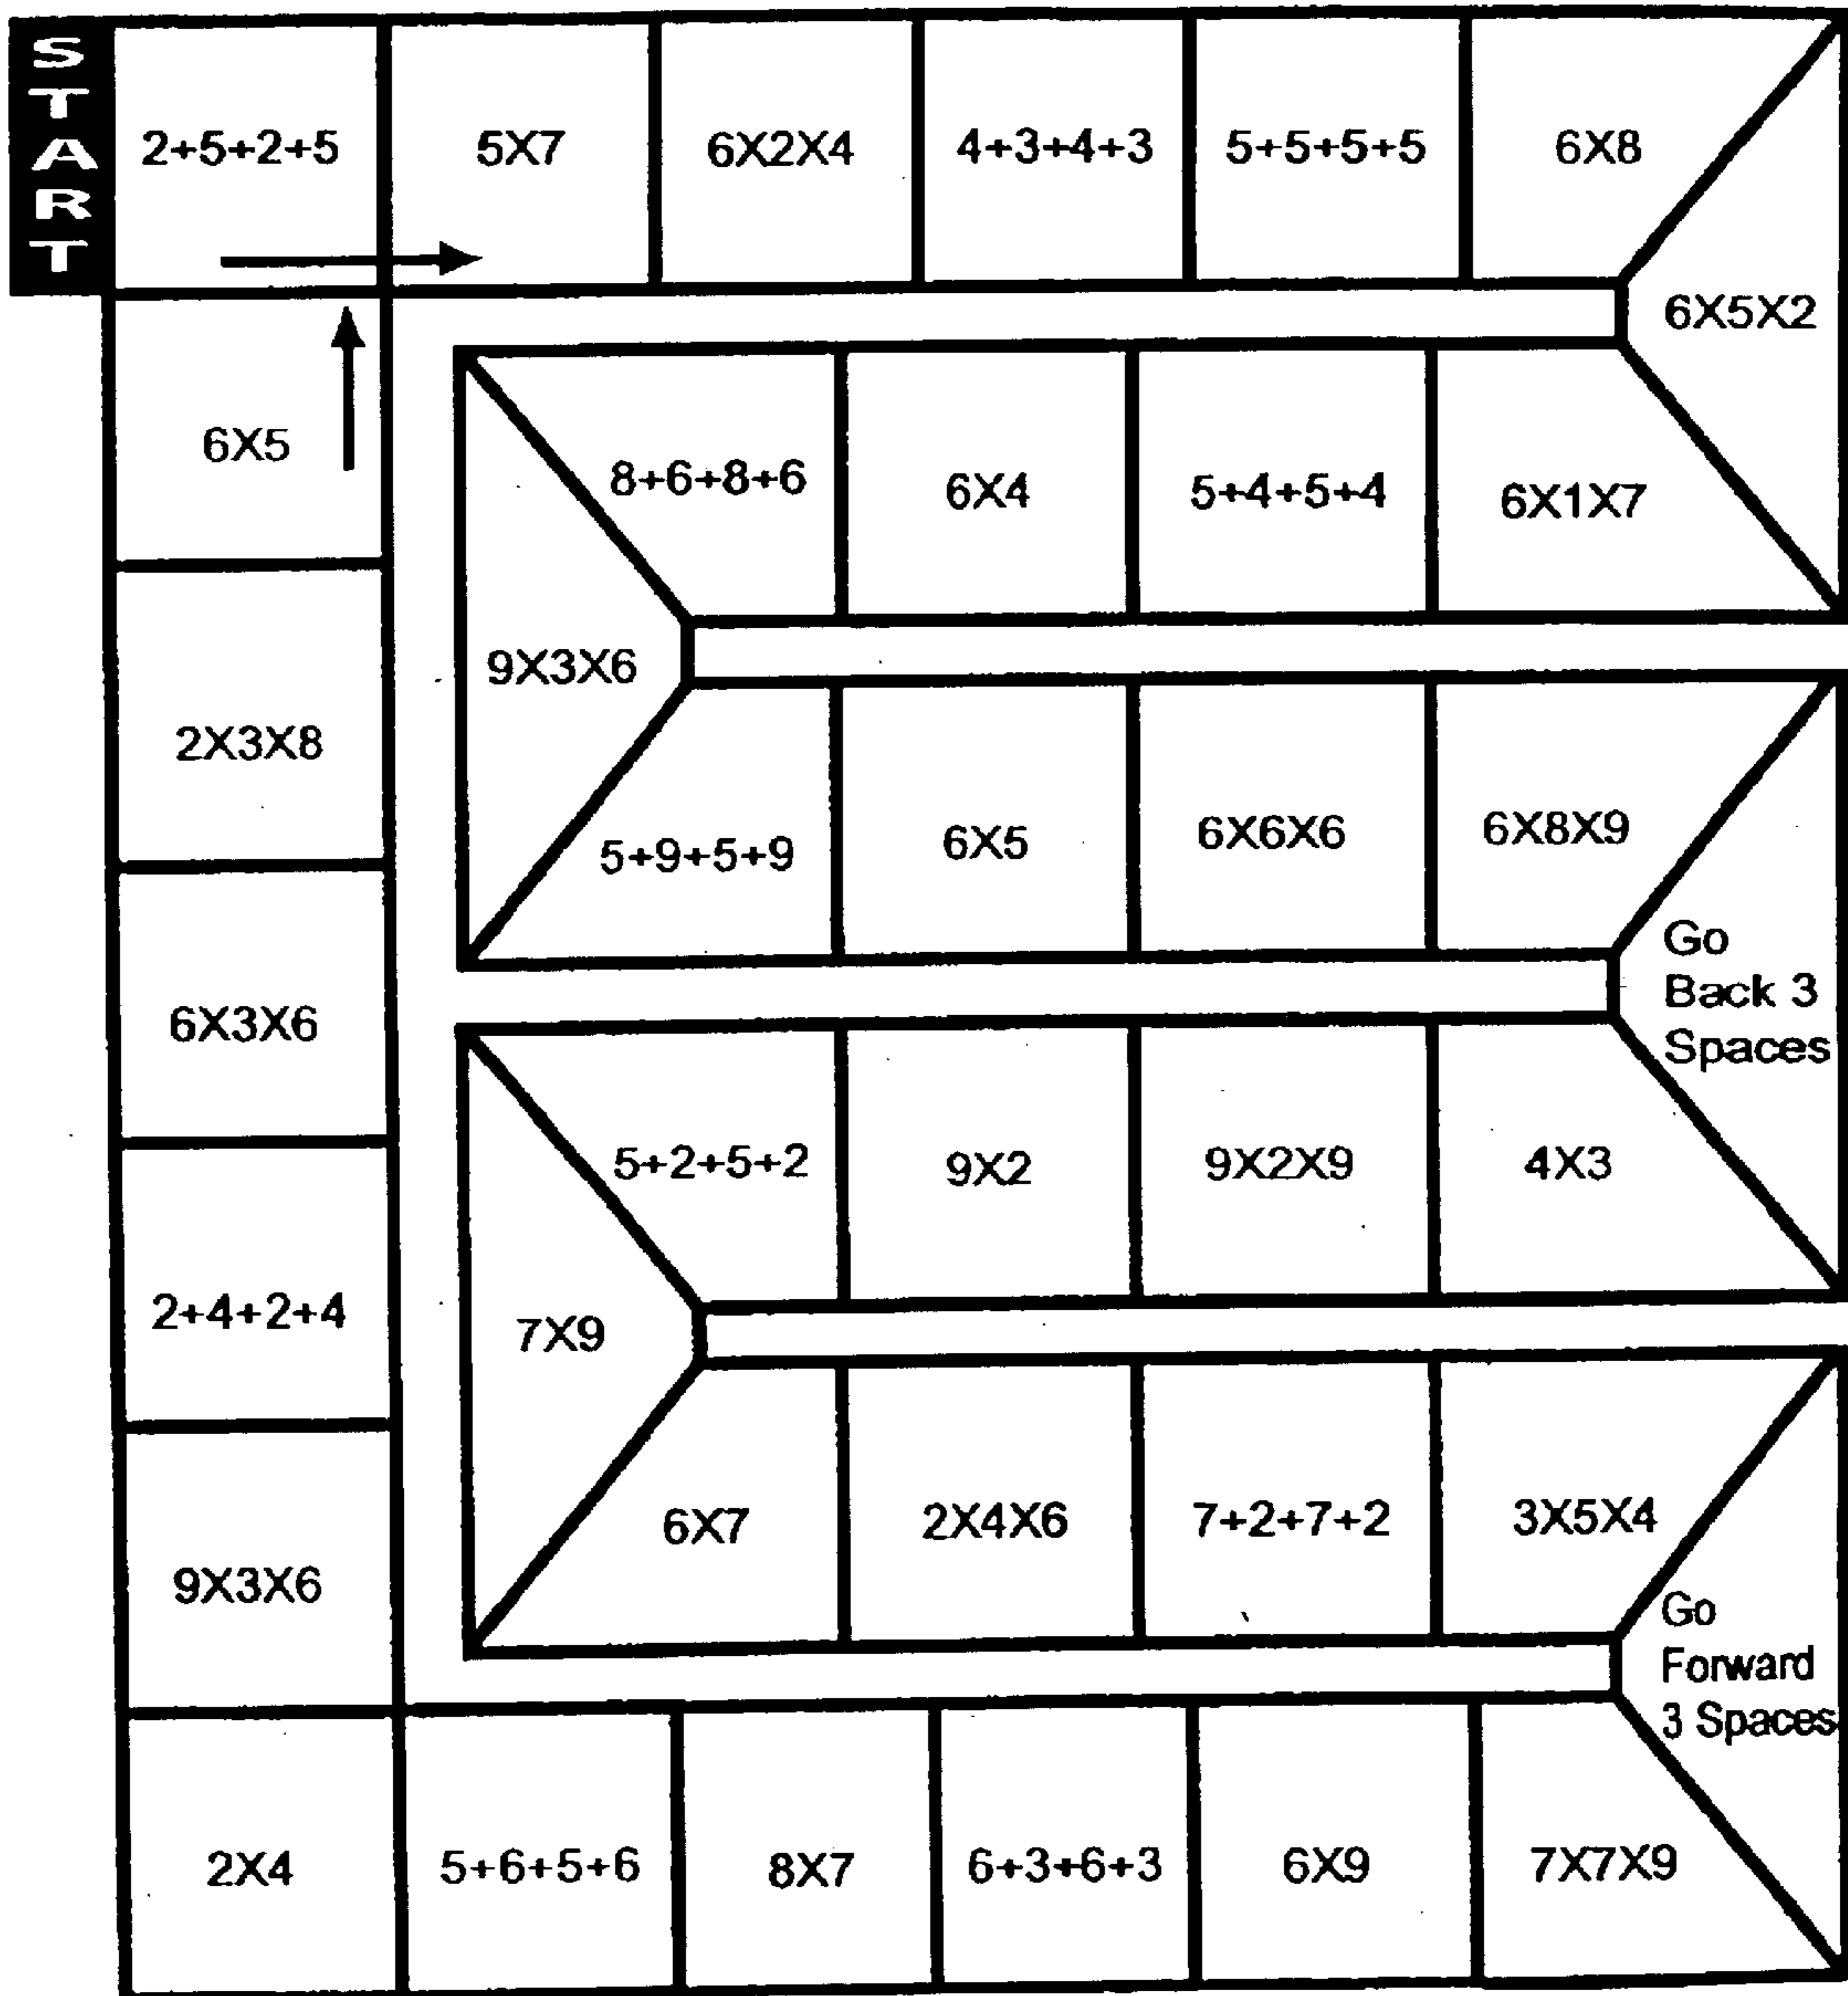 START
2+5+2+5
5X7
6X2X4
4+3+4+3
5+5+5+5
6X8
6X5X2
6X1X7
5+4+5+4
6X4
8+6+8+6
9X3X6
5+9+5+9
6X5
6X6X6
6X8X9
Go
Back 3
Spaces
4X3
9X2X9
9X2
5+2+5+2
7X9
6X7
2X4X6
7+2+7+2
3X5X4
Go
Forward
3 Spaces
7X7X9
6X9
6+3+6+3
8X7
5+6+5+6
2X4
9X3X6
2+4+2+4
6X3X6
2X3X8
6X5